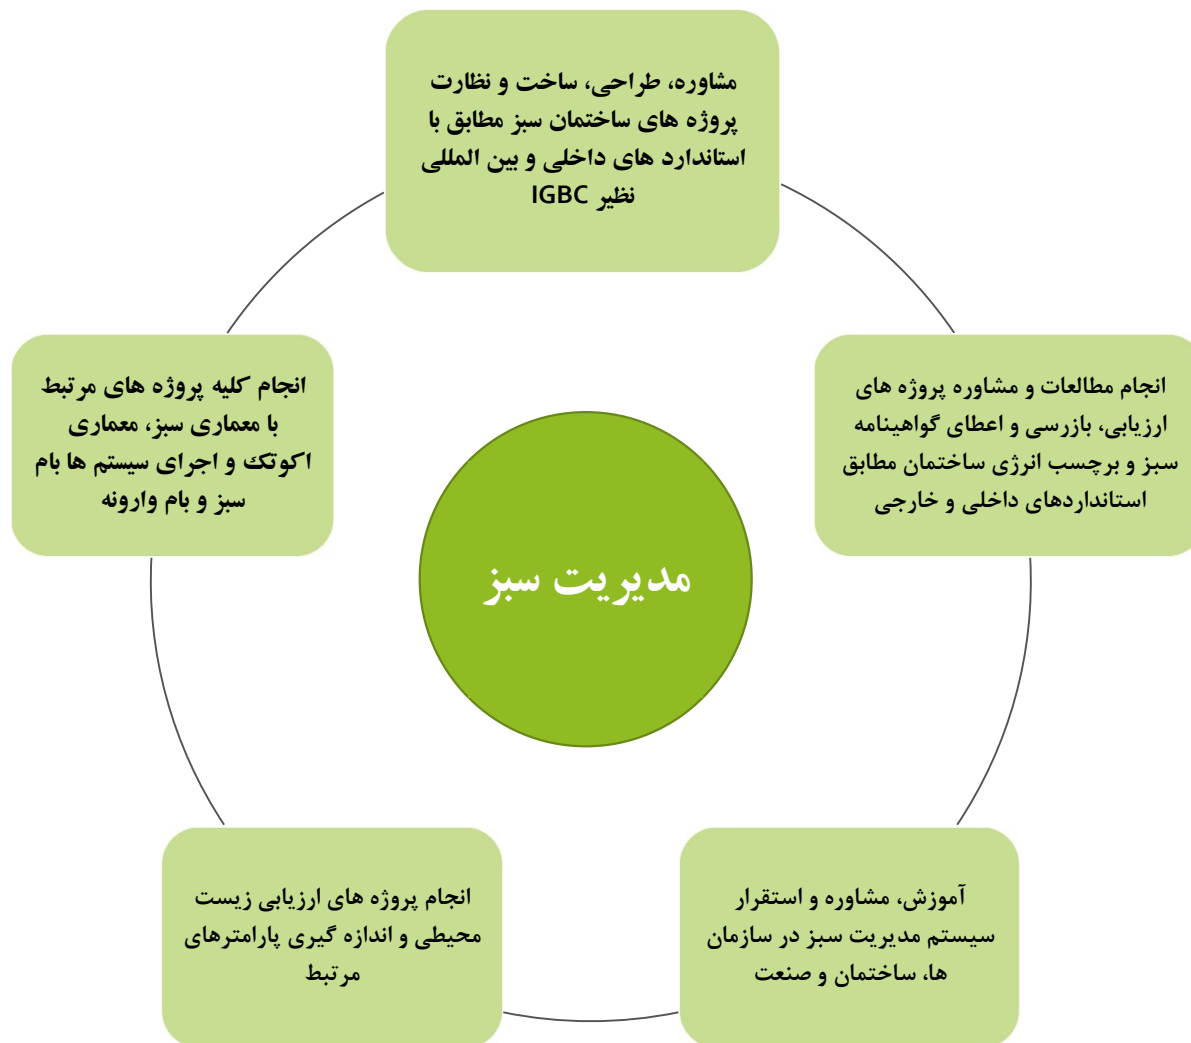 مشاوره، طراحی، ساخت و نظارت
پروژه های ساختمان سبز مطابق با
استاندارد های داخلی و بین المللی
نظیر IGBC
انجام مطالعات و مشاوره پروژه های
ارزیابی، بازرسی و اعطای گواهینامه
سبز و برچسب انرژی ساختمان مطابق
استانداردهای داخلی و خارجی
انجام کلیه پروژه های مرتبط
با معماری سبز، معماری
اکوتک و اجرای سیستم ها بام
سبز و بام وارونه
مدیریت سبز
آموزش، مشاوره و استقرار
سیستم مدیریت سبز در سازمان
ها، ساختمان و صنعت
انجام پروژه های ارزیابی زیست
محیطی و اندازه گیری پارامترهای
مرتبط